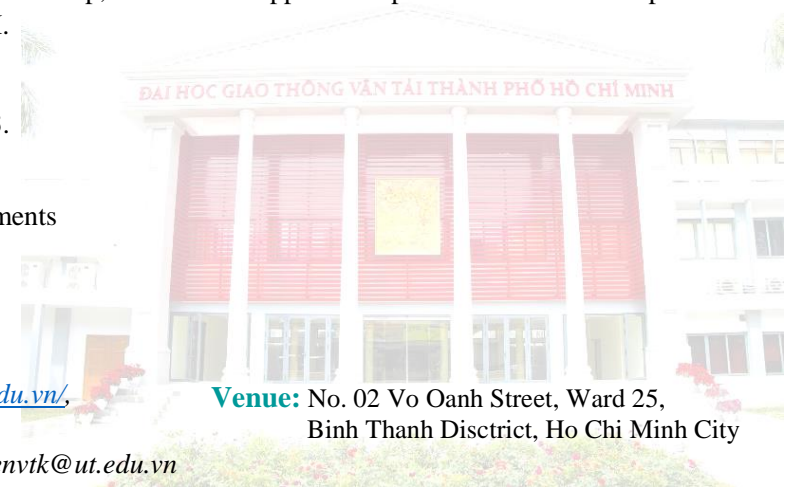 ĐẠI HỌC GIAO THÔNG VẬN TẢI THÀNH PHỐ HỒ CHÍ MINH
ments
du.vn/,
Venue: No. 02 Vo Oanh Street, Ward 25,
Binh Thanh Disctrict, Ho Chi Minh City
nvtk@ut.edu.vn